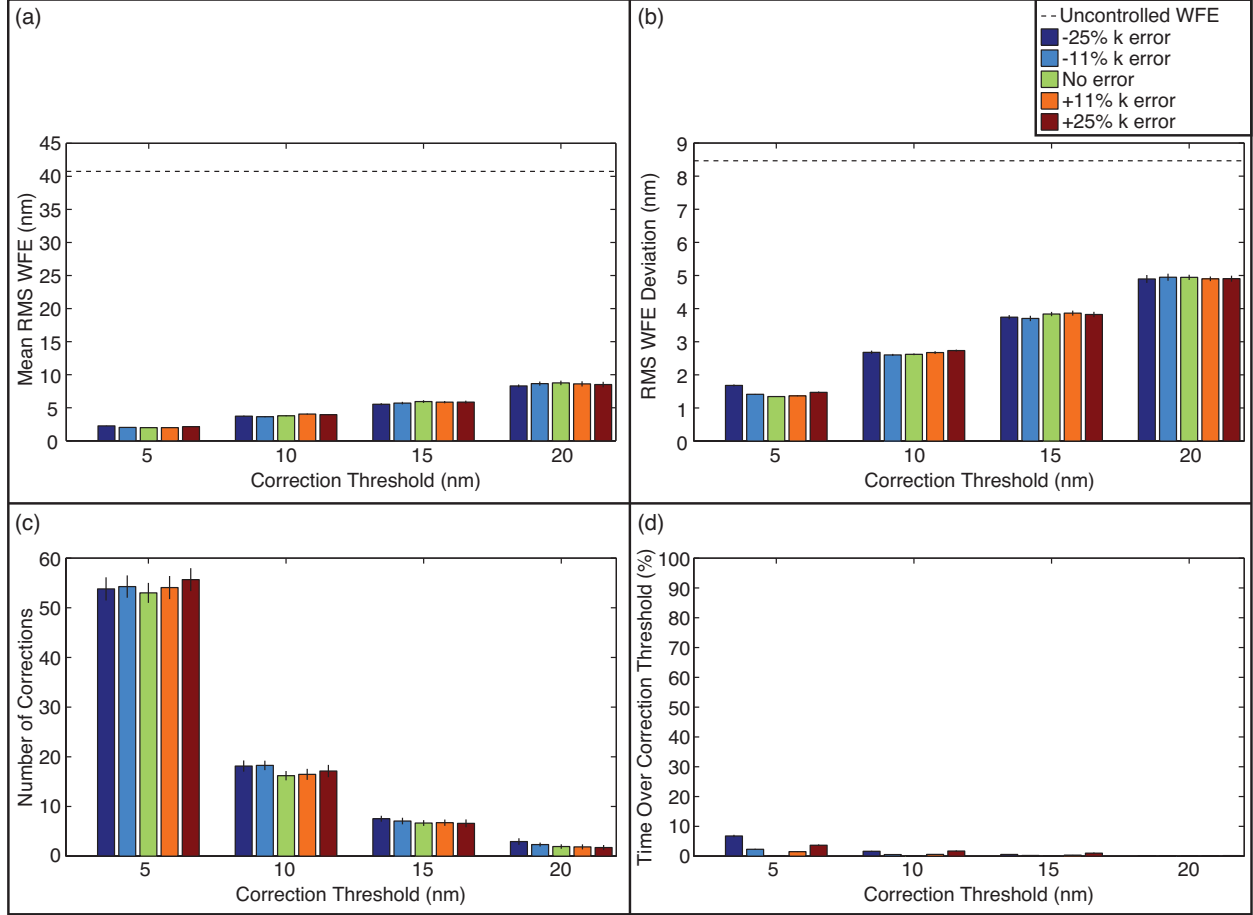 (a)
45
40
35
30
25
20
15
10
5
0
Mean RMS WFE (nm)
5 10 15 20
Correction Threshold (nm)
(b)
Uncontrolled WFE
-25% k error
-11% k error
No error
+11% k error
+25% k error
9
8
7
6
5
4
3
2
1
0
RMS WFE Deviation (nm)
5 10 15 20
Correction Threshold (nm)
(c)
60
50
40
30
20
10
0
Number of Corrections
5 10 15 20
Correction Threshold (nm)
(d)
100
90
80
70
60
50
40
30
20
10
0
Time Over Correction Threshold (%)
5 10 15 20
Correction Threshold (nm)